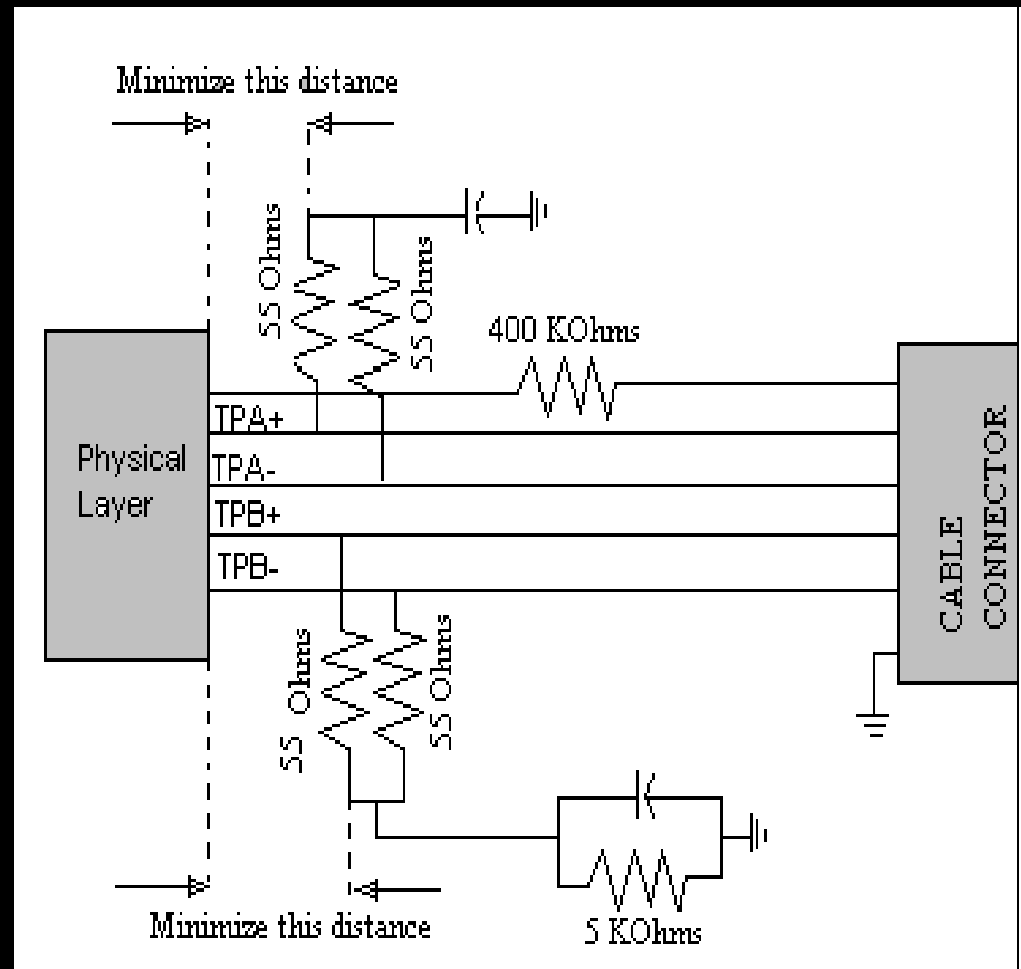 Minimize this distance
55 Ohms
55 Ohms
400 KOhms
TPA+
Physical
Layer
TPA-
TPB+
TPB-
CABLE
CONNECTOR
55 Ohms
55 Ohms
5 KOhms
Minimize this distance